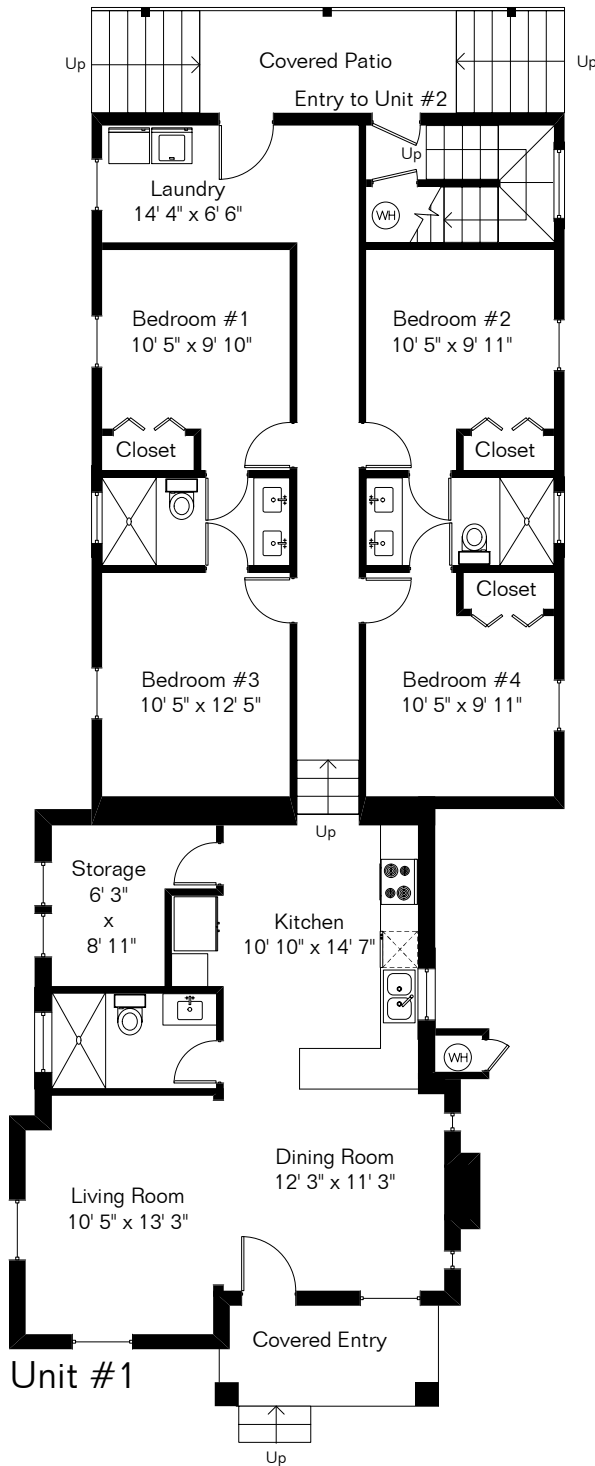 Up
Covered Patio
Up
Entry to Unit #2
Up
Laundry
14' 4" x 6' 6"
WH
Bedroom #1
10' 5" x 9' 10"
Bedroom #2
10' 5" x 9' 11"
Closet
Closet
Closet
Bedroom #3
10' 5" x 12' 5"
Bedroom #4
10' 5" x 9' 11"
Up
Storage
6' 3"
x
8' 11"
Kitchen
10' 10" x 14' 7"
WH
Dining Room
12' 3" x 11' 3"
Living Room
10' 5" x 13' 3"
Covered Entry
Unit #1
Up